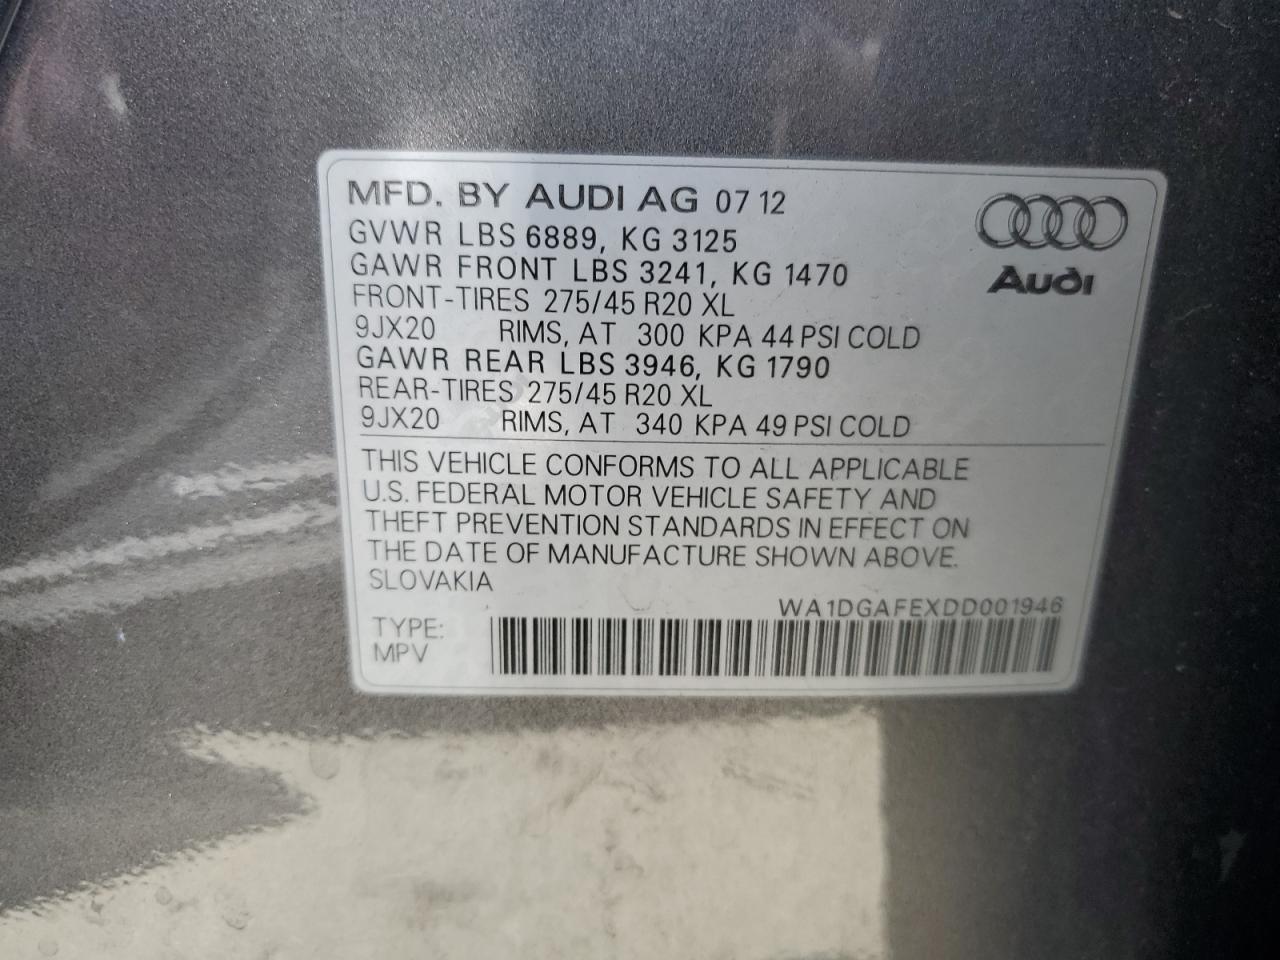 MFD. BY AUDI AG 07 12
GVWR LBS 6889, KG 3125
GAWR FRONT LBS 3241, KG 1470
FRONT-TIRES 275/45 R20 XL
9JX20 RIMS, AT 300 KPA 44 PSI COLD
GAWR REAR LBS 3946, KG 1790
REAR-TIRES 275/45 R20 XL
9JX20 RIMS, AT 340 KPA 49 PSI COLD
Audi
THIS VEHICLE CONFORMS TO ALL APPLICABLE
U.S. FEDERAL MOTOR VEHICLE SAFETY AND
THEFT PREVENTION STANDARDS IN EFFECT ON
THE DATE OF MANUFACTURE SHOWN ABOVE.
SLOVAKIA
WA1DGAFEXDD001946
TYPE:
MPV